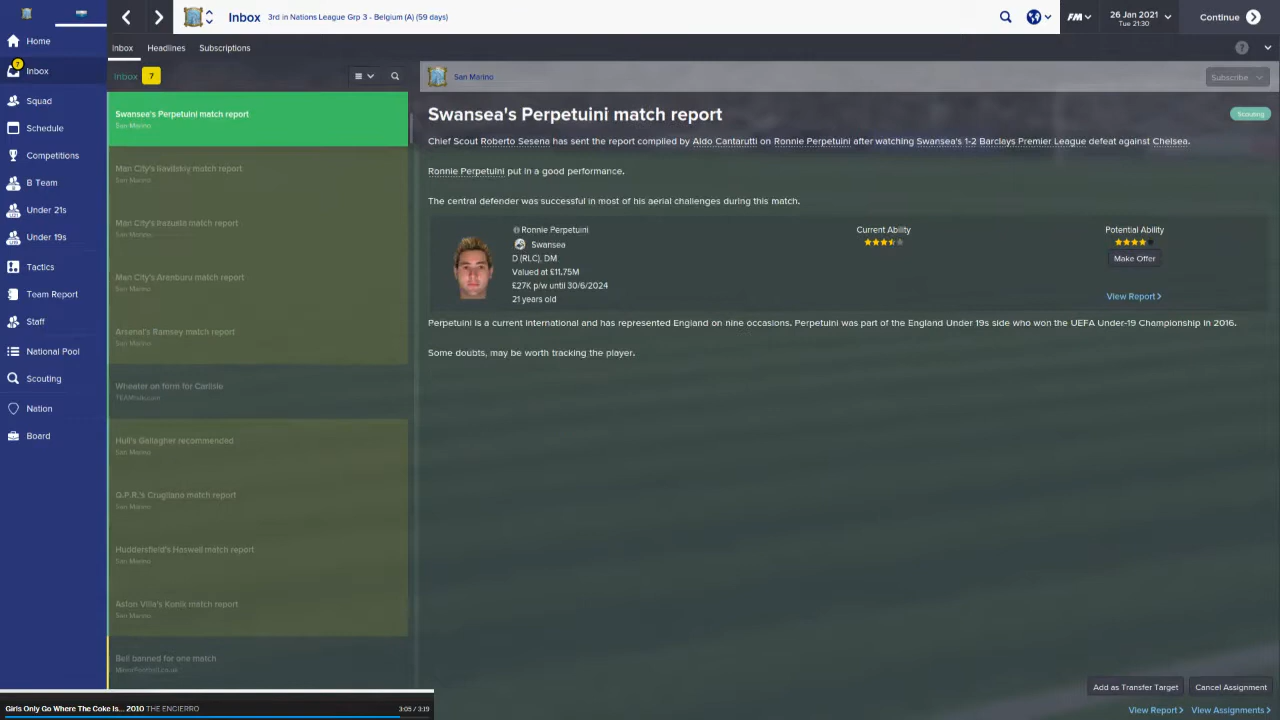 Inbox
3rd in Nations League Grp 3 - Belgium (A) (59 days)
FM
26 Jan 2021
Tue 21:30
Continue
Home
7
Inbox
Squad
Schedule
Competitions
B Team
Under 21s
Under 19s
Tactics
Team Report
Staff
National Pool
Scouting
Nation
Board
Inbox
Headlines
Subscriptions
Inbox 7
Swansea's Perpetuini match report
San Marino
match report
San Marino
match report
San Marino
Man City's Aranburu match report
San Marino
Arsenal's Ramsey match report
San Marino
Wheater on form for Carlisle
Hull's Gallagher recommended
San Marino
Q.P.R.'s Crugliano match report
San Marino
Huddersfield's Haswell match report
San Marino
Aston Villa's Konik match report
San Marino
Bell banned for one match
San Marino
Subscribe
Swansea's Perpetuini match report
Scouting
Chief Scout Roberto Sesena has sent the report compiled by Aldo Cantarutti on Ronnie Perpetuini after watching Swansea's 1-2 Barclays Premier League defeat against Chelsea.
Ronnie Perpetuini put in a good performance.
The central defender was successful in most of his aerial challenges during this match.
Ronnie Perpetuini
Swansea
D (RLC), DM
Valued at £11.75M
£27K p/w until 30/6/2024
21 years old
Current Ability
Potential Ability
Make Offer
View Report
Perpetuini is a current international and has represented England on nine occasions. Perpetuini was part of the England Under 19s side who won the UEFA Under-19 Championship in 2016.
Some doubts, may be worth tracking the player.
Add as Transfer Target
Cancel Assignment
View Report
View Assignments
Girls Only Go Where The Coke Is... 2010 THE ENCIERRO
3:05 / 3:19